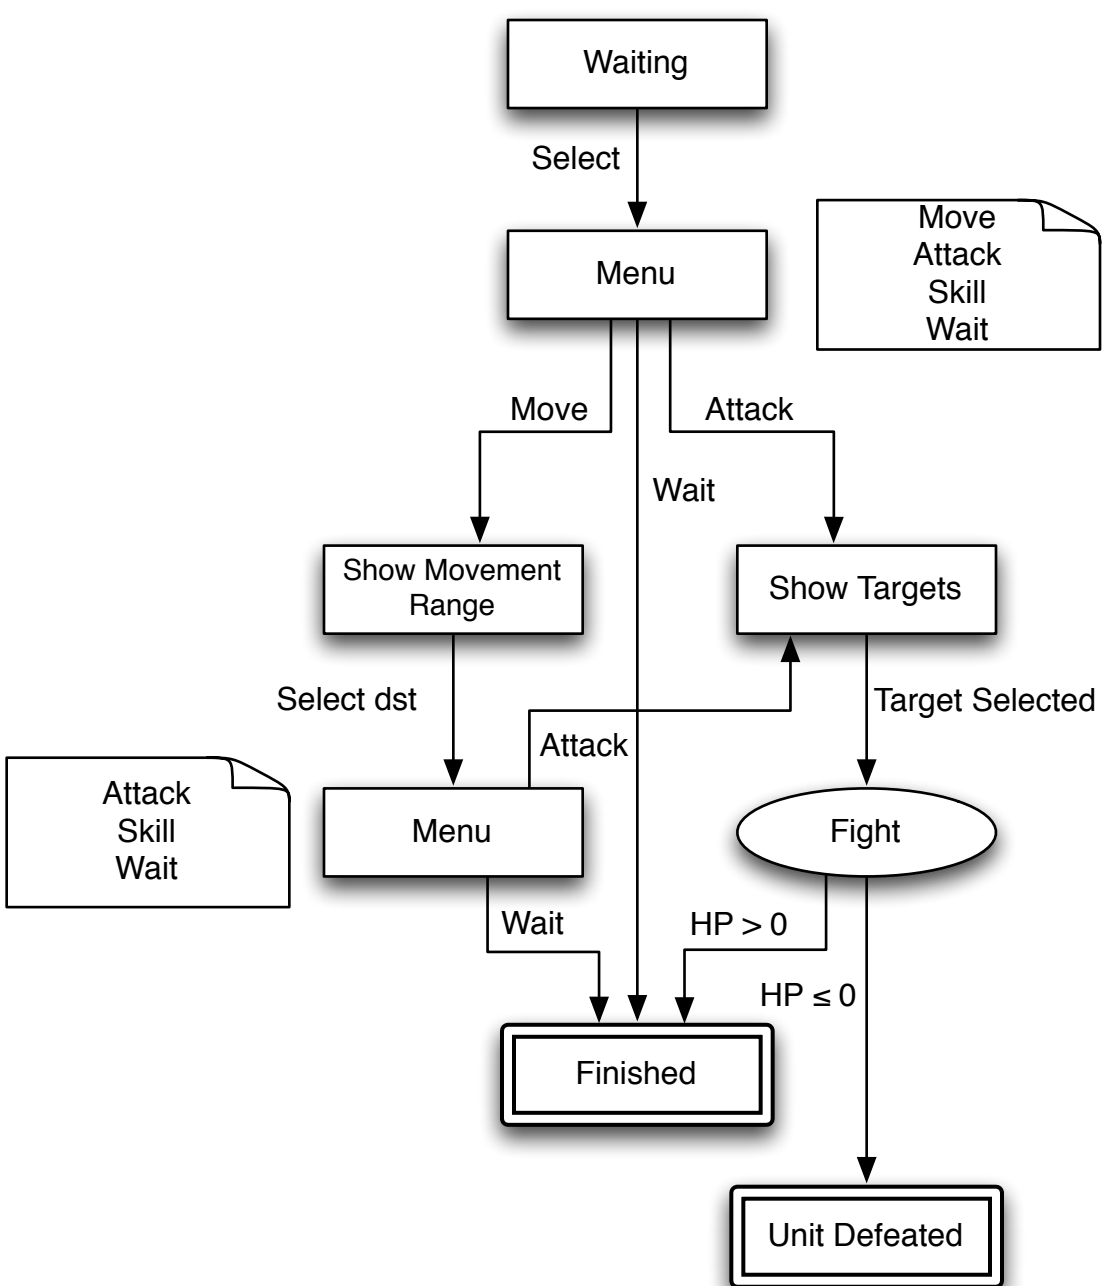 Waiting
Select
Menu
Move
Attack
Skill
Wait
Move
Attack
Wait
Show Movement
Range
Show Targets
Select dst
Target Selected
Attack
Attack
Skill
Wait
Menu
Fight
Wait
HP > 0
HP ≤ 0
Finished
Unit Defeated